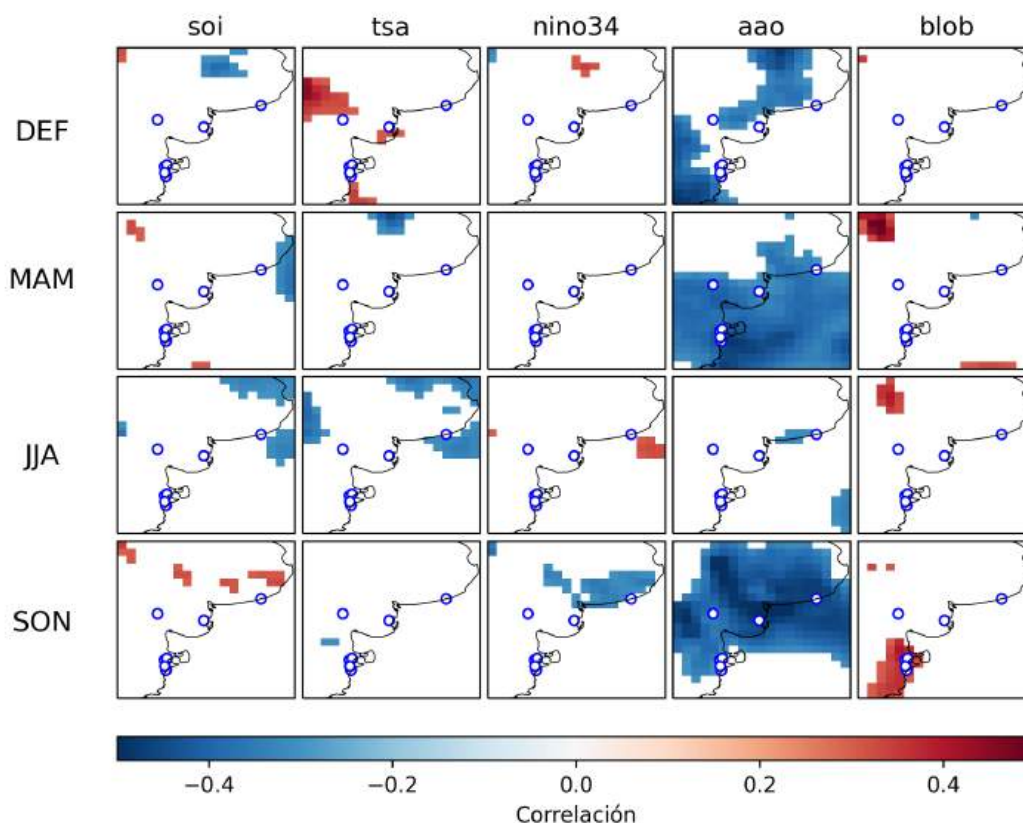 soi tsa nino34 aao blob
DEF
MAM
JJA
SON
−0.4 −0.2 0.0 0.2 0.4
Correlación